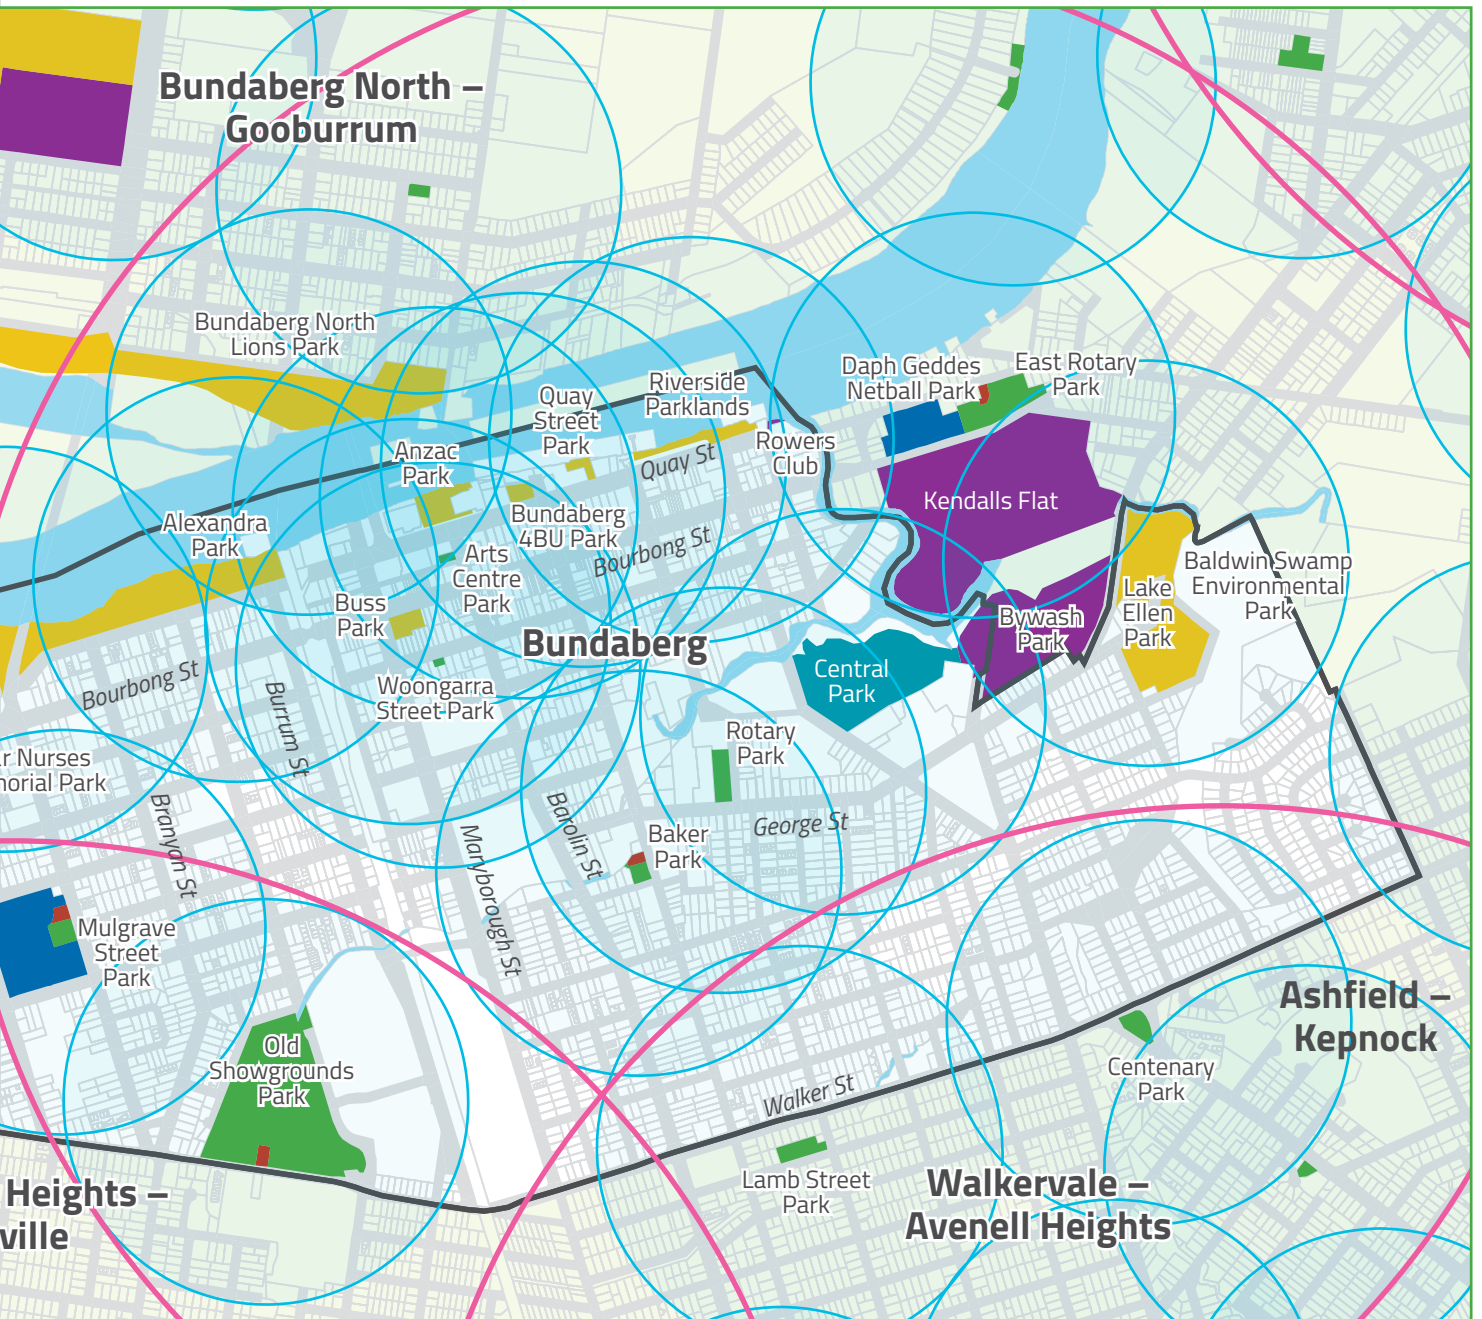 Bundaberg North –
Gooburrum
Bundaberg North
Lions Park
Daph Geddes
Netball Park
East Rotary
Park
Riverside
Parklands
Quay
Street
Park
Quay St
Rowers
Club
Anzac
Park
Kendalls Flat
Alexandra
Park
Bundaberg
4BU Park
Bourbong St
Arts
Centre
Park
Baldwin Swamp
Environmental
Park
Lake
Ellen
Park
Buss
Park
Bywash
Park
Bundaberg
Central
Park
Bourbong St
Burrum St
Woongarra
Street Park
Rotary
Park
r Nurses
morial Park
Branyan St
Barolin St
George St
Baker
Park
Maryborough St
Mulgrave
Street
Park
Ashfield –
Kepnock
Old
Showgrounds
Park
Centenary
Park
Walker St
Lamb Street
Park
Walkervale –
Avenell Heights
Heights –
ville